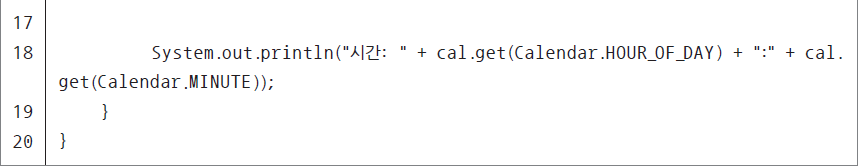 17
18 System.out.println("시간: " + cal.get(Calendar.HOUR_OF_DAY) + ":" + cal.
get(Calendar.MINUTE));
19 }
20 }